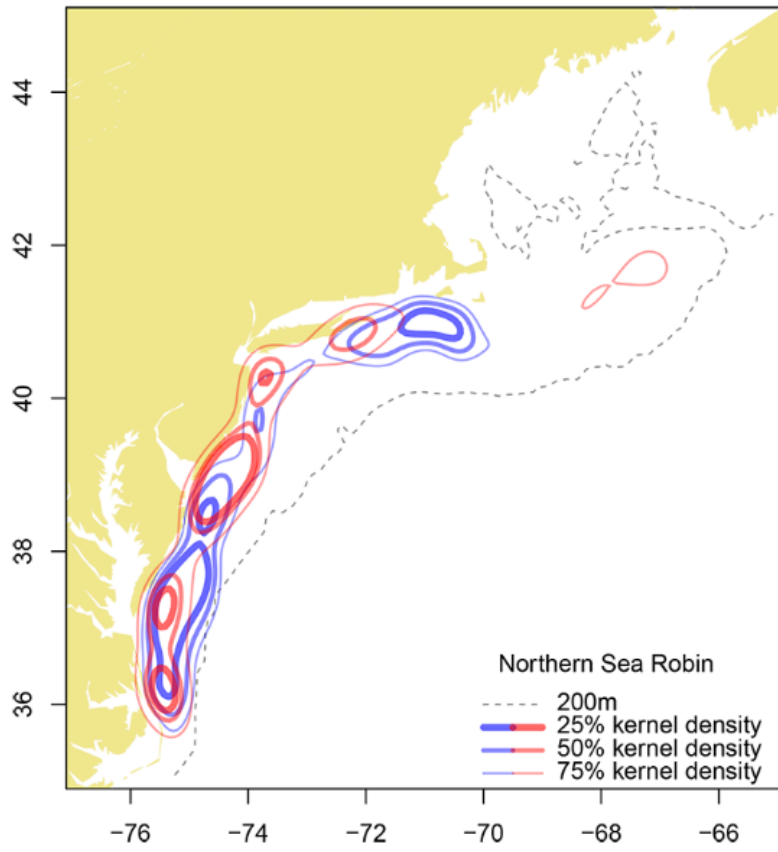 44
42
40
38
36
Northern Sea Robin
200m
25% kernel density
50% kernel density
75% kernel density
−76 −74 −72 −70 −68 −66